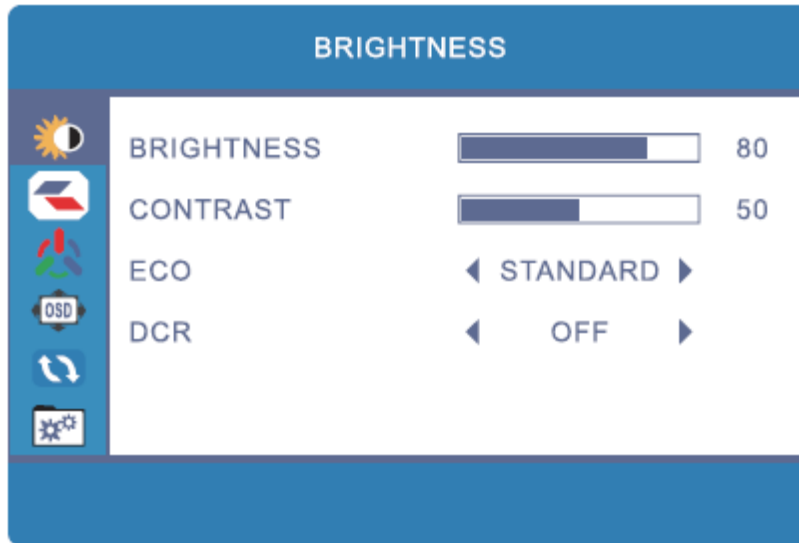 BRIGHTNESS
BRIGHTNESS 80
CONTRAST 50
ECO STANDARD
OSD
DCR OFF